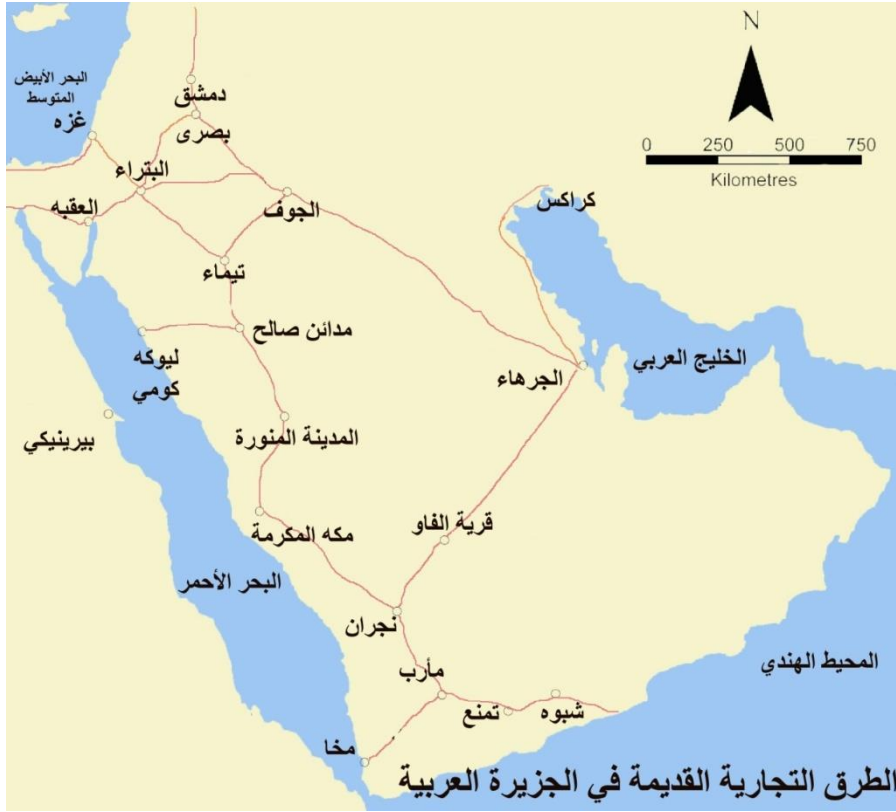 N
البحر الأبيض
المتوسط
دمشق
غزه
بصرى
0 250 500 750
Kilometres
البتراء
كراكس
العقبه
الجوف
تيماء
مدائن صالح
ليوكه
كومي
الخليج العربي
الجرهاء
بيرينيكي
المدينة المنورة
قرية الفاو
مكه المكرمة
البحر الأحمر
نجران
المحيط الهندي
مأرب
شبوه
تمنع
مخا
الطرق التجارية القديمة في الجزيرة العربية